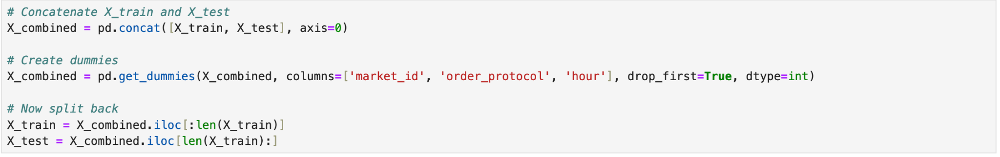 # Concatenate X_train and X_test
X_combined = pd.concat([X_train, X_test], axis=0)
# Create dummies
X_combined = pd.get_dummies(X_combined, columns=['market_id', 'order_protocol', 'hour'], drop_first=True, dtype=int)
# Now split back
X_train = X_combined.iloc[:len(X_train)]
X_test = X_combined.iloc[len(X_train):]